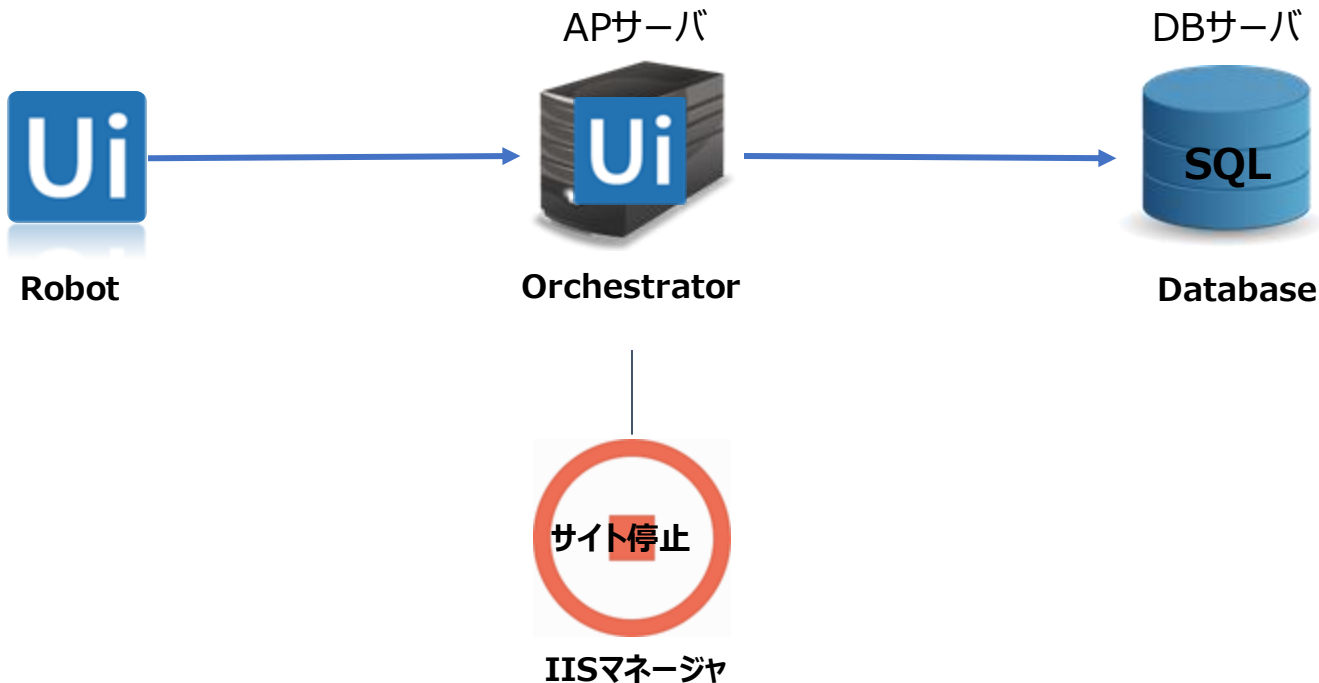 APサーバ
DBサーバ
Ui
Ui
SQL
Robot
Orchestrator
Database
サイト停止
IISマネージャ